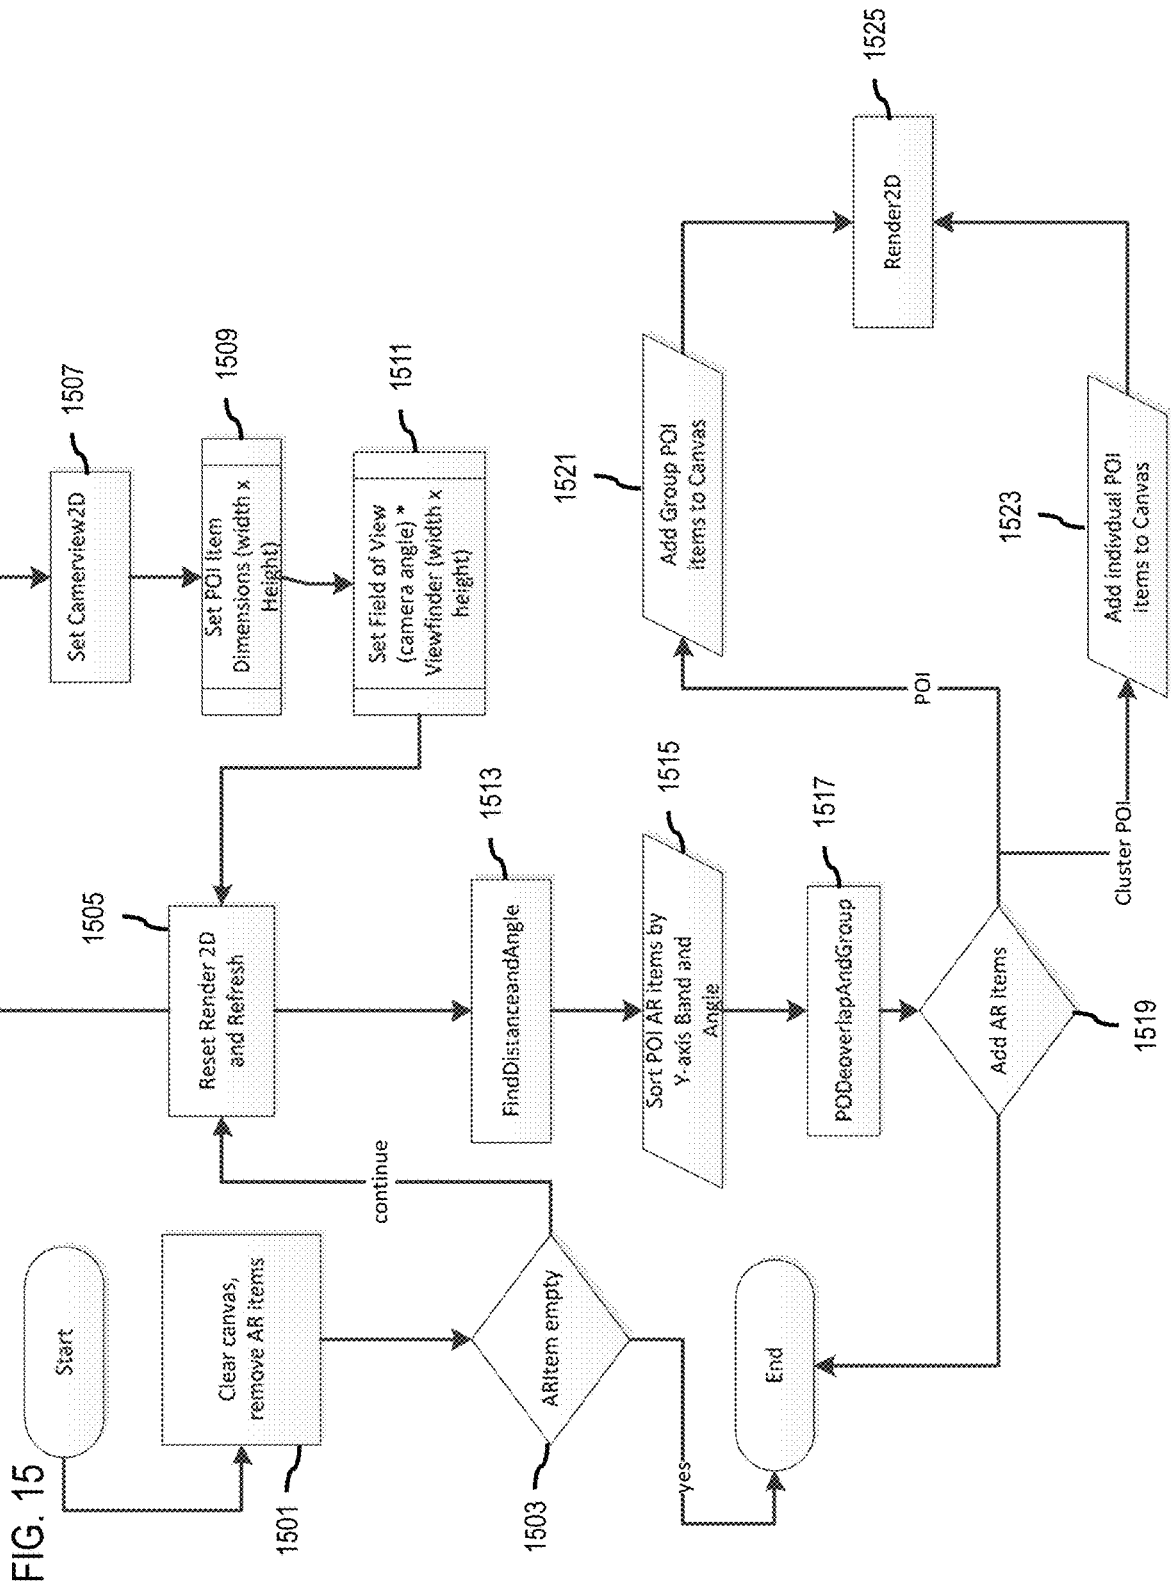 FIG. 15
Start
Clear canvas,
remove AR items
1501
ARItem empty
1503
continue
yes
End
1505
Reset Render 2D
and Refresh
1507
Set Camerview2D
1509
Set POI Item
Dimensions (width x
Height)
1511
Set Field of View
(camera angle) *
Viewfinder (width x
height)
1513
FindDistanceandAngle
1515
Sort POI AR items by
Y-axis Band and
Angle
1517
PODeoverlapAndGroup
Add AR items
1519
POI
Cluster POI
1521
Add Group POI
items to Canvas
1523
Add indivdual POI
items to Canvas
1525
Render2D